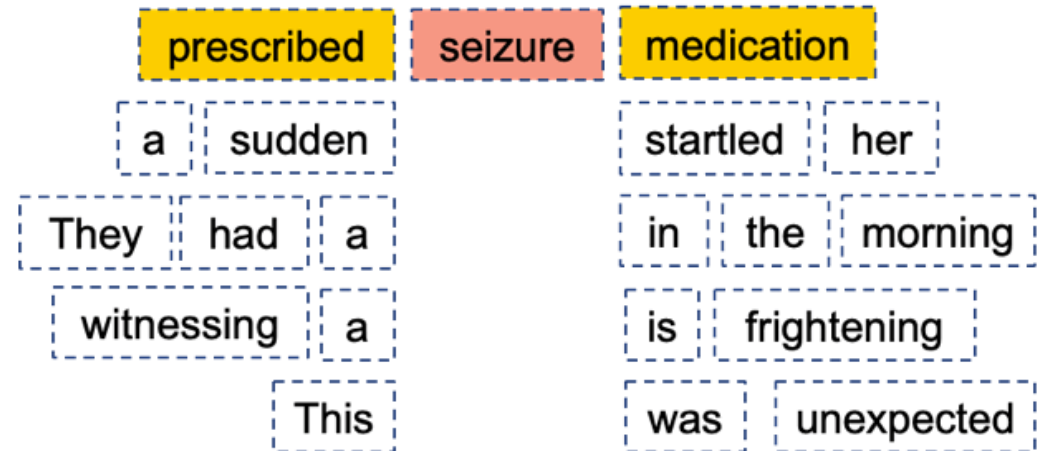 prescribed seizure medication
a sudden startled her
They had a in the morning
witnessing a is frightening
This was unexpected